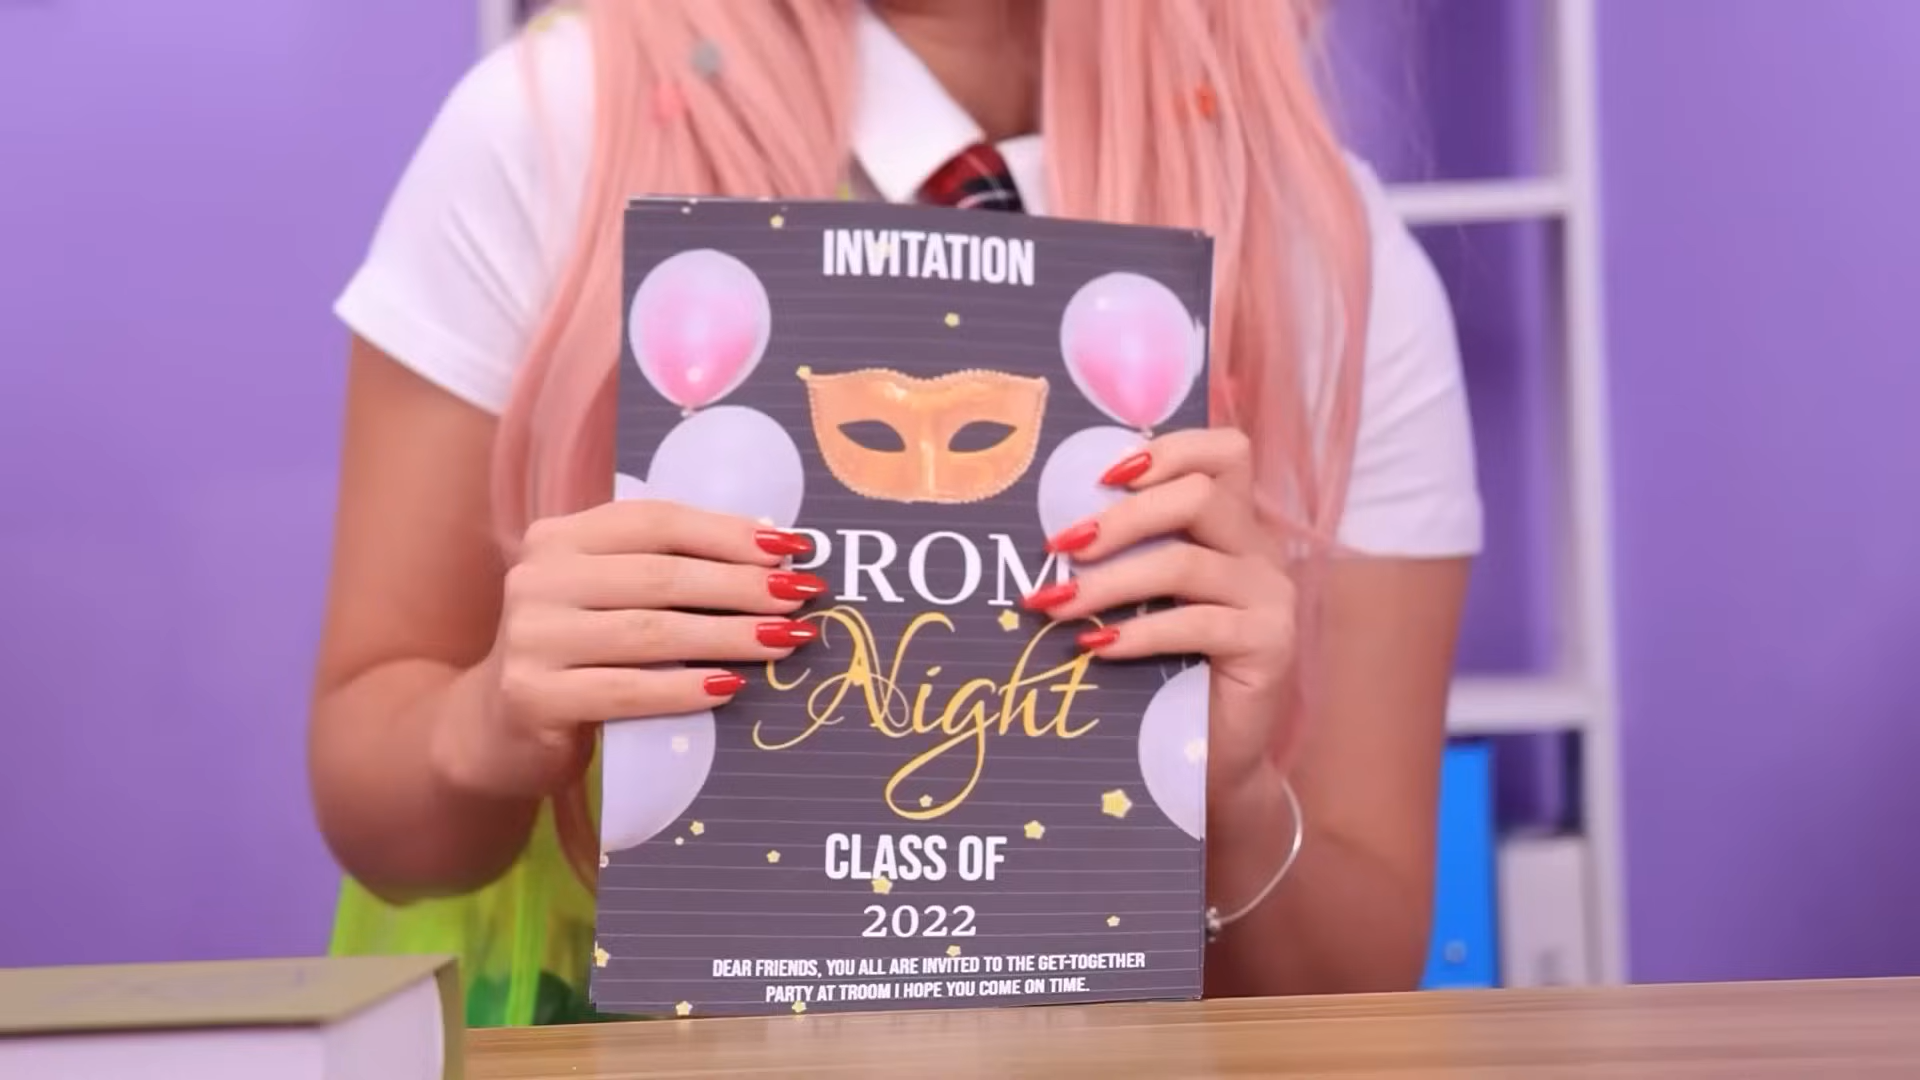 INVITATION
PROM
Night
CLASS OF
2022
DEAR FRIENDS, YOU ALL ARE INVITED TO THE GET-TOGETHER
PARTY AT TROOM I HOPE YOU COME ON TIME.